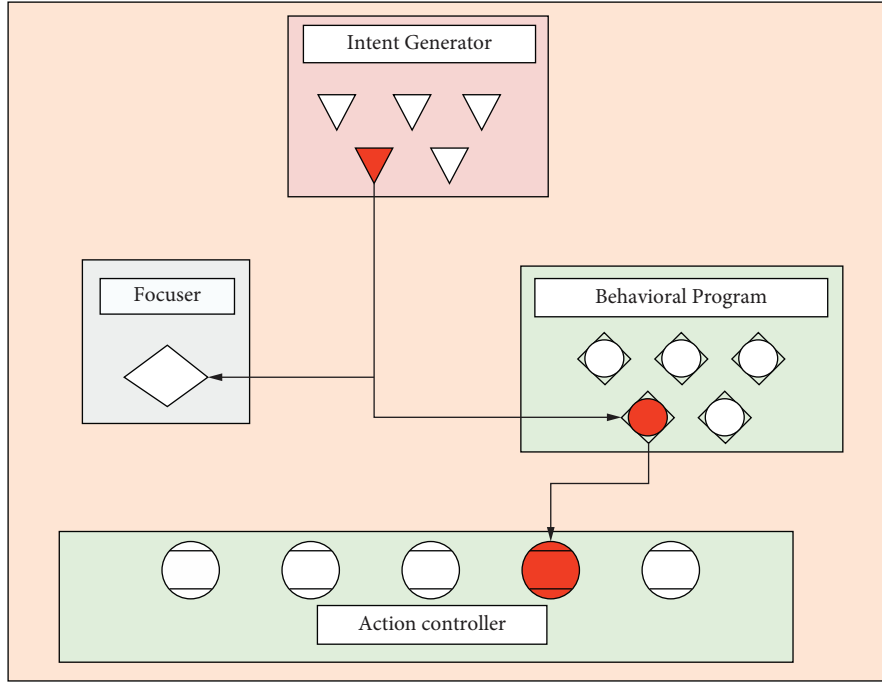 Intent Generator
Focuser
Behavioral Program
Action controller